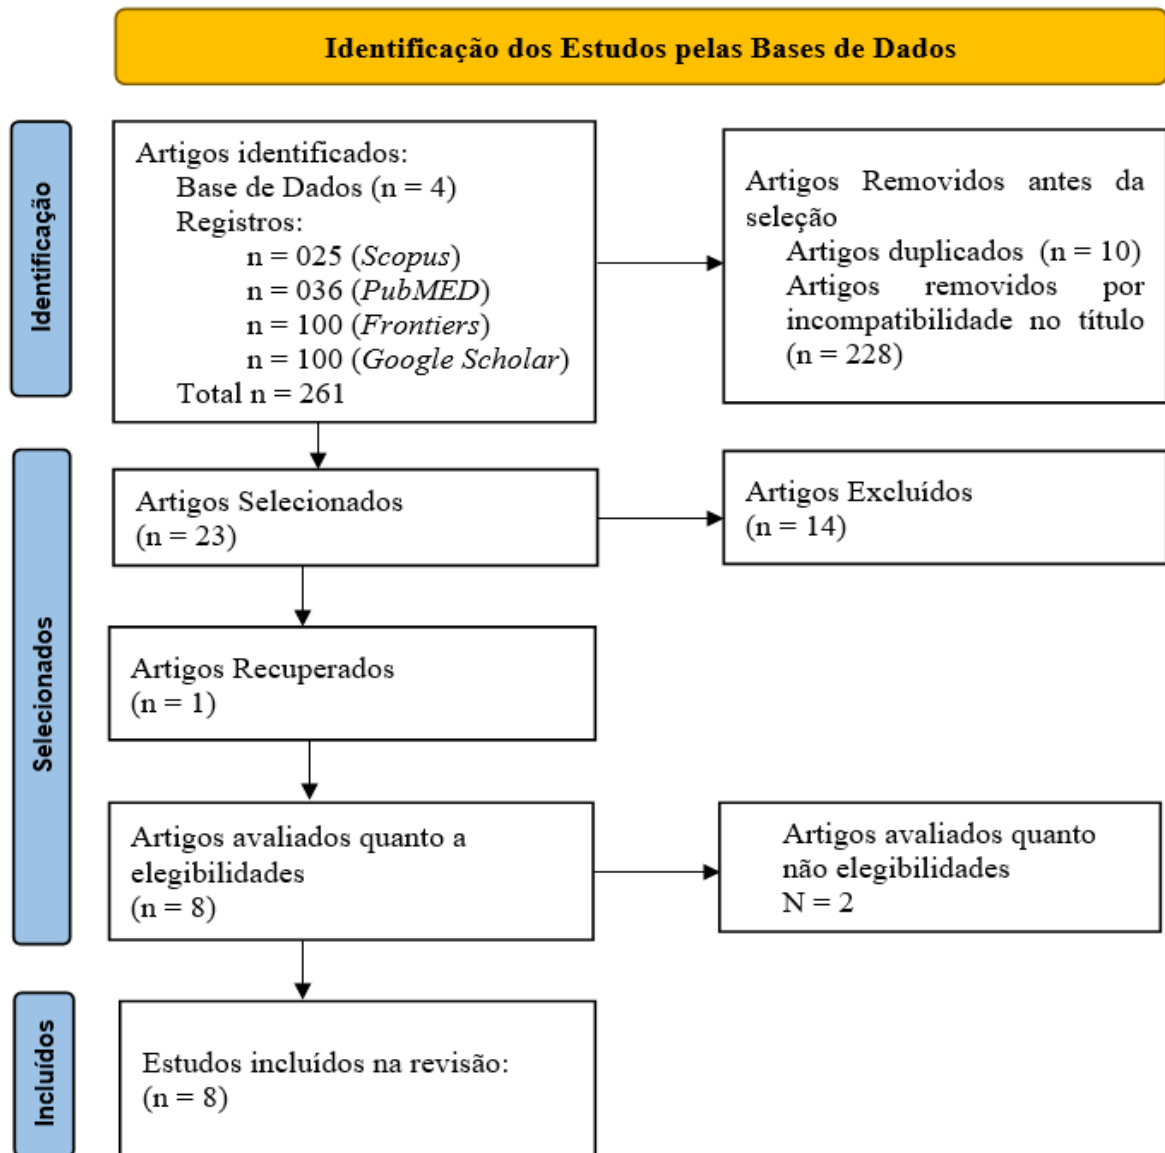 Identificação dos Estudos pelas Bases de Dados
Identificação
Artigos identificados:
Base de Dados (n = 4)
Registros:
n = 025 (Scopus)
n = 036 (PubMED)
n = 100 (Frontiers)
n = 100 (Google Scholar)
Total n = 261
Artigos Removidos antes da
seleção
Artigos duplicados (n = 10)
Artigos removidos por
incompatibilidade no título
(n = 228)
Selecionados
Artigos Selecionados
(n = 23)
Artigos Excluídos
(n = 14)
Artigos Recuperados
(n = 1)
Artigos avaliados quanto a
elegibilidades
(n = 8)
Artigos avaliados quanto
não elegibilidades
N = 2
Incluídos
Estudos incluídos na revisão:
(n = 8)